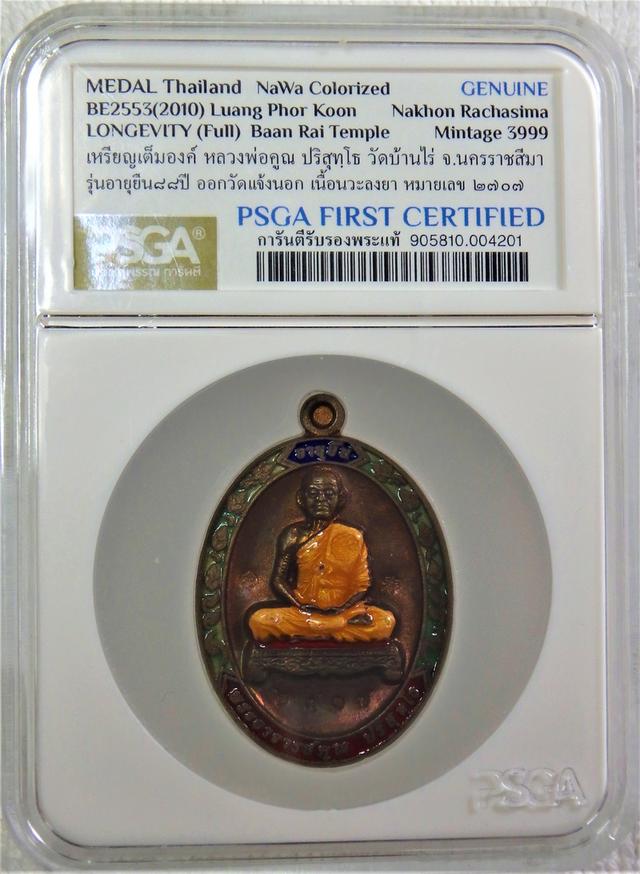 MEDAL Thailand NaWa Colorized GENUINE
BE2553(2010) Luang Phor Koon Nakhon Rachasima
LONGEVITY (Full) Baan Rai Temple Mintage 3999
เหรียญเต็มองค์ หลวงพ่อคูณ ปริสุทฺโธ วัดบ้านไร่ จ.นครราชสีมา
รุ่นอายุยืน๘๘ปี ออกวัดแจ้งนอก เนื้อนวะลงยา หมายเลข ๒๗๐๗
PSGA®
PSGA FIRST CERTIFIED
การันตีรับรองพระแท้ 905810.004201
อายุยืน
PSGA